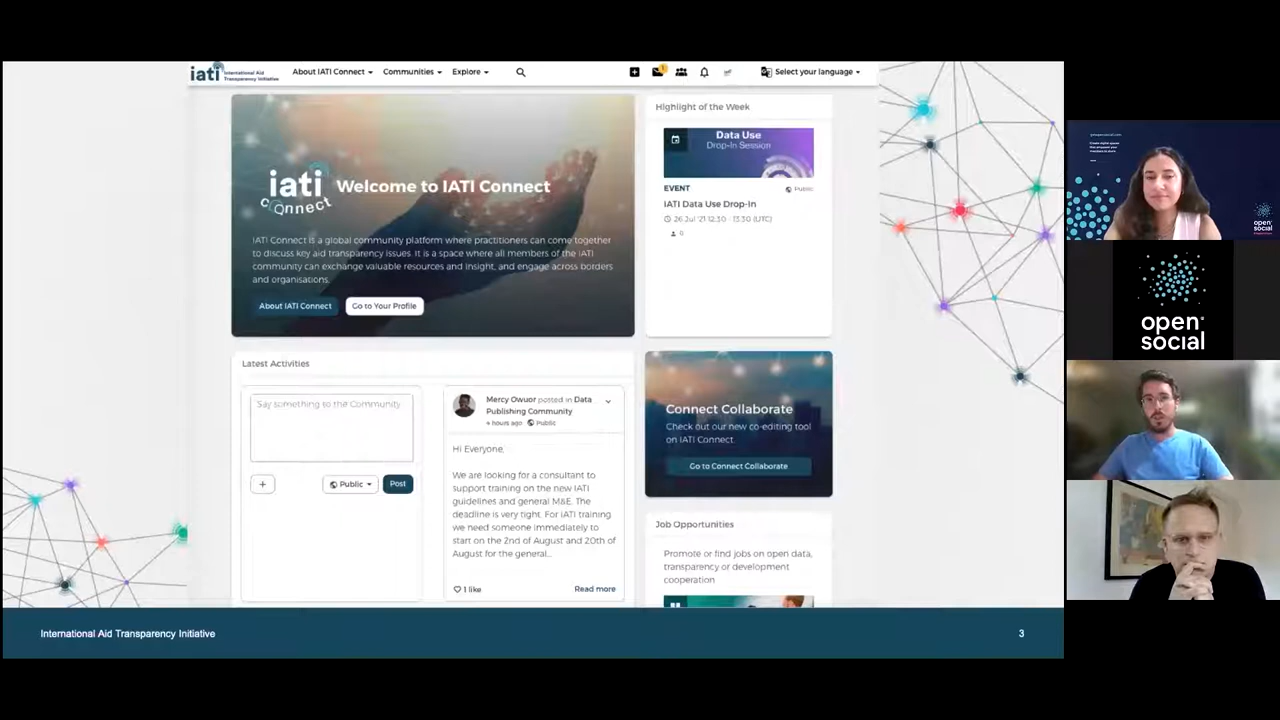 iati International Aid
Transparency Initiative
About IATI Connect
Communities
Explore
1
Select your language
iati
connect
Welcome to IATI Connect
IATI Connect is a global community platform where practitioners can come together
to discuss key aid transparency issues. It is a space where all members of the IATI
community can exchange valuable resources and insight, and engage across borders
and organisations.
About IATI Connect
Go to Your Profile
Highlight of the Week
Data Use
Drop-In Session
EVENT
Public
IATI Data Use Drop-In
26 Jul '21 12:30 - 13:30 (UTC)
0
Latest Activities
Say something to the Community
+
Public
Post
Mercy Owuor posted in Data
Publishing Community
4 hours ago Public
Hi Everyone,
We are looking for a consultant to
support training on the new IATI
guidelines and general M&E. The
deadline is very tight. For IATI training
we need someone immediately to
start on the 2nd of August and 20th of
August for the general...
1 like
Read more
Connect Collaborate
Check out our new co-editing tool
on IATI Connect.
Go to Connect Collaborate
Job Opportunities
Promote or find jobs on open data,
transparency or development
cooperation
International Aid Transparency Initiative
3
open
social
open
social